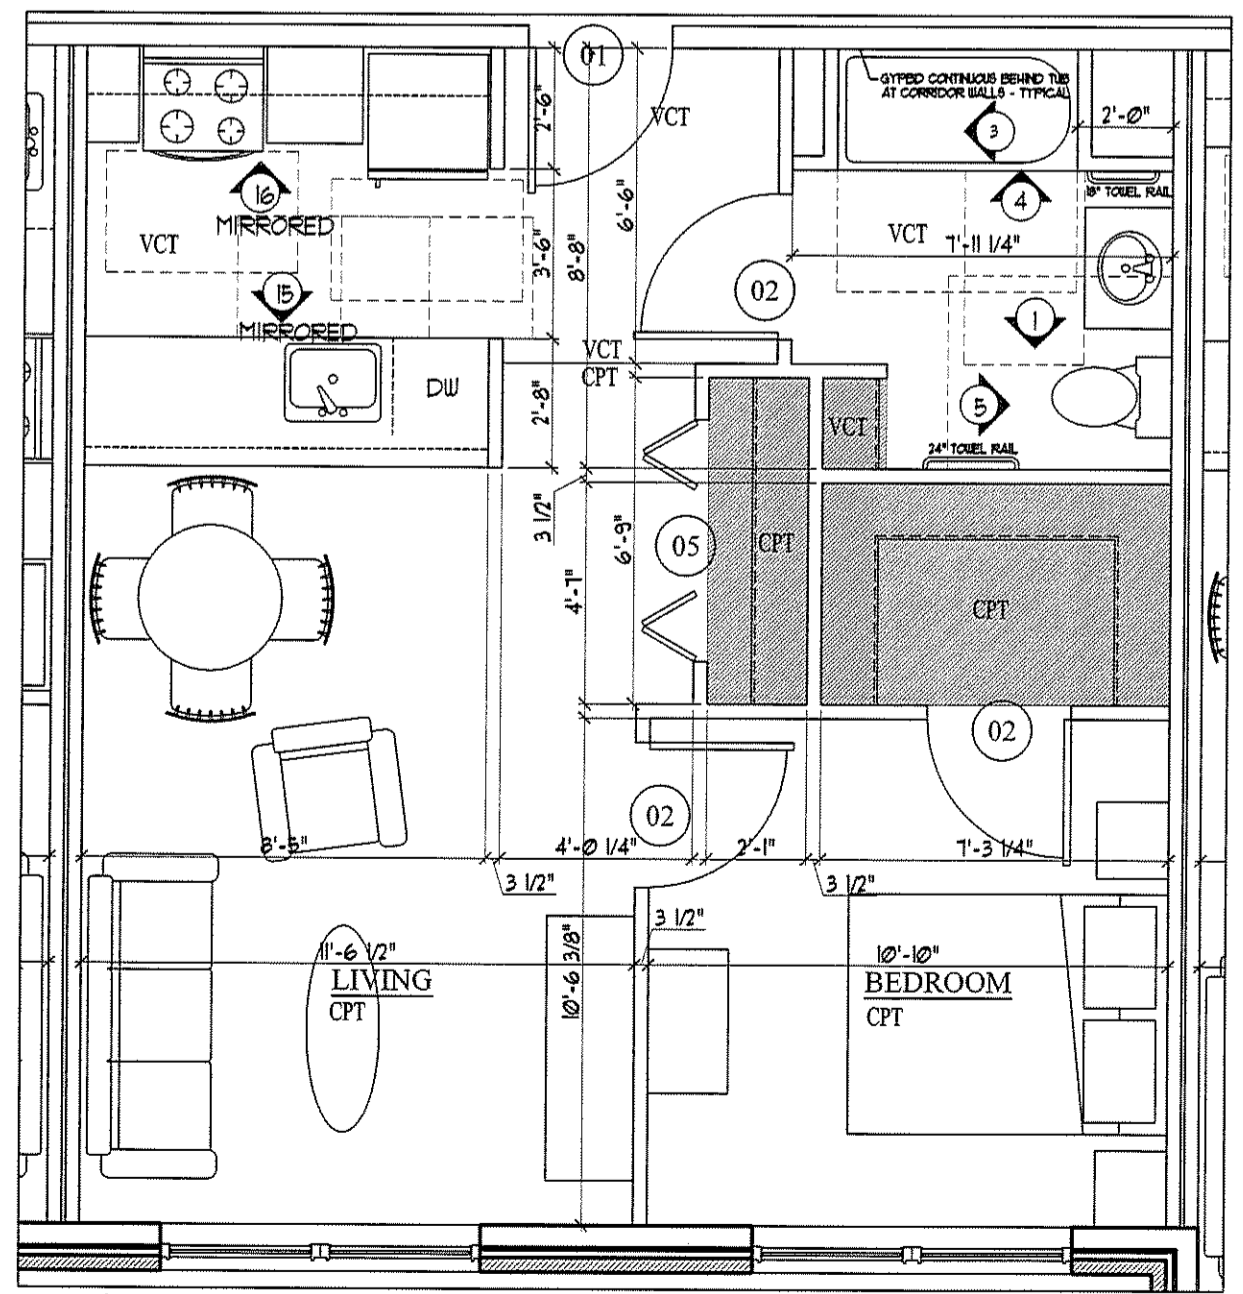 01
GYPBD CONTINUOUS BEHIND TUB
AT CORRIDOR WALLS - TYPICAL
2'-6"
VCT
3
2'-0"
16
MIRRORED
4
18" TOWEL RAIL
VCT
6'-6"
VCT
7'-11 1/4"
3'-6"
8'-8"
15
MIRRORED
02
1
VCT
CPT
DW
2'-8"
5
VCT
24" TOWEL RAIL
3 1/2"
6'-9"
05
CPT
4'-7"
CPT
02
02
8'-5"
4'-0 1/4"
2'-1"
7'-3 1/4"
3 1/2"
3 1/2"
3 1/2"
11'-6 1/2"
10'-6 3/8"
10'-10"
LIVING
CPT
BEDROOM
CPT